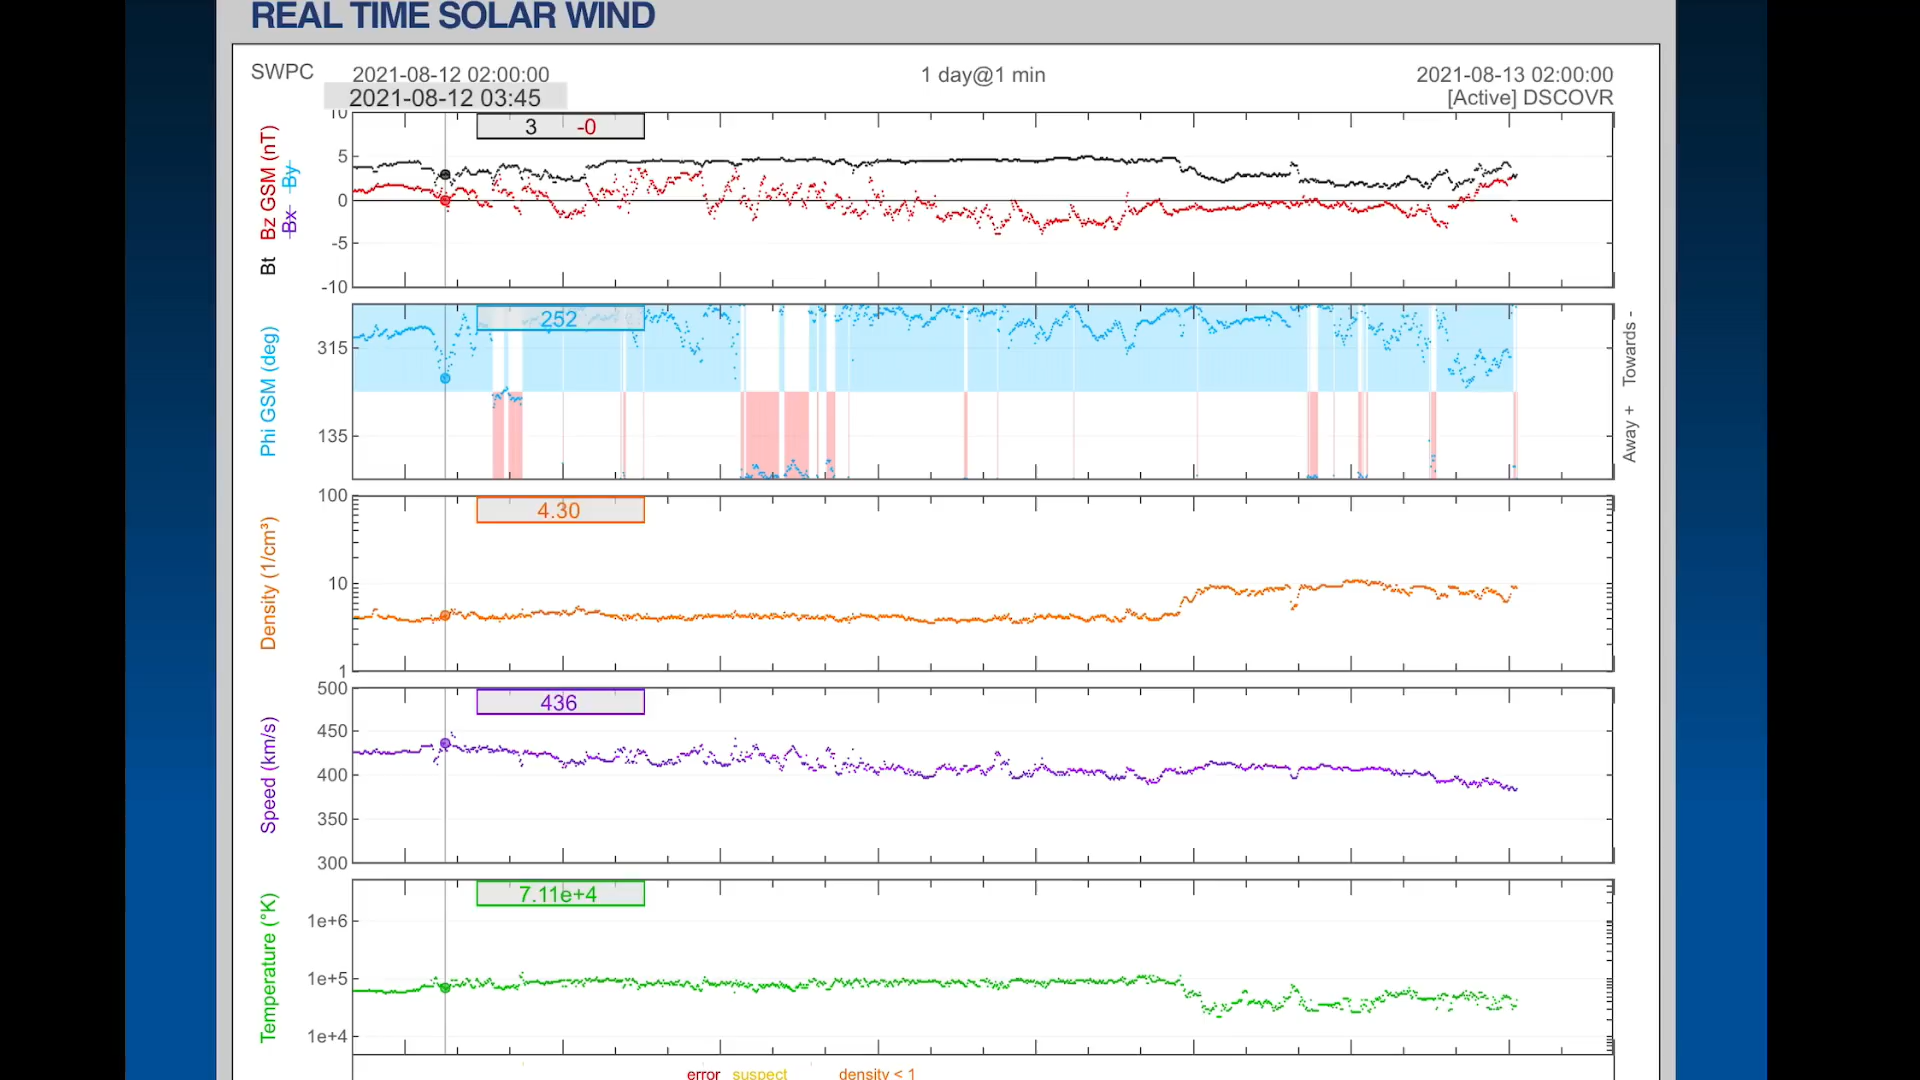 REAL TIME SOLAR WIND
SWPC 2021-08-12 02:00:00 1 day@1 min 2021-08-13 02:00:00
2021-08-12 03:45 [Active] DSCOVR
Bt Bz GSM (nT)
Bx By
10
5
0
-5
-10
3 -0
Phi GSM (deg)
315
135
252
Away + Towards -
Density (1/cm³)
100
10
1
4.30
Speed (km/s)
500
450
400
350
300
436
Temperature (°K)
1e+6
1e+5
1e+4
7.11e+4
error suspect density < 1